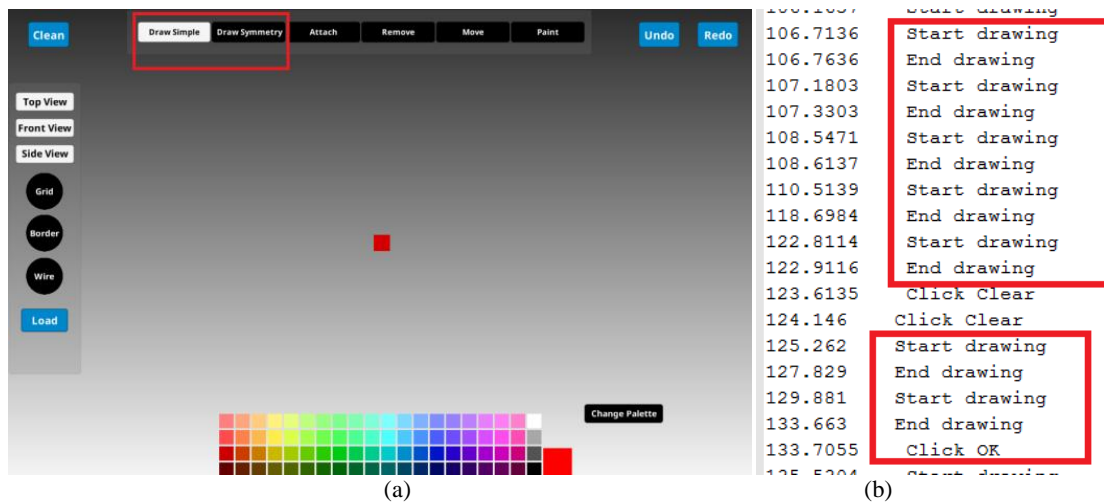 Clean
Draw Simple Draw Symmetry Attach Remove Move Paint
Undo Redo
Top View
Front View
Side View
Grid
Border
Wire
Load
Change Palette
(a)
106.7136 Start drawing
106.7636 End drawing
107.1803 Start drawing
107.3303 End drawing
108.5471 Start drawing
108.6137 End drawing
110.5139 Start drawing
118.6984 End drawing
122.8114 Start drawing
122.9116 End drawing
123.6135 Click Clear
124.146 Click Clear
125.262 Start drawing
127.829 End drawing
129.881 Start drawing
133.663 End drawing
133.7055 Click OK
(b)